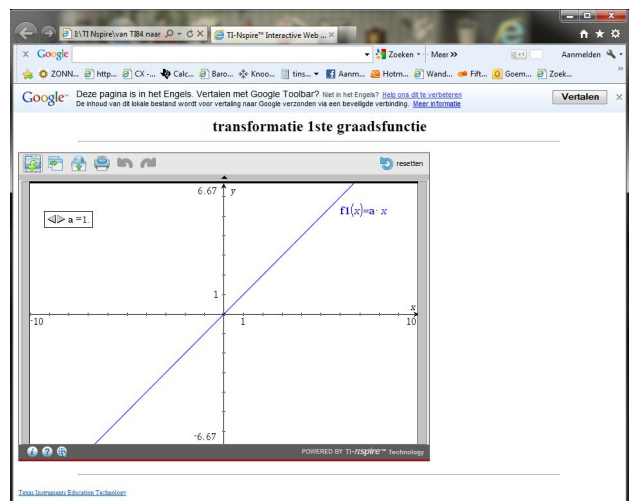 I:\TI Nspire\van TI84 naar
TI-Nspire™ Interactive Web ...
x Google Zoeken Meer >> Aanmelden
ZONN... http... CX -... Calc... Baro... Knoo... tins... Aanm... Hotm... Wand... Fift... Goem... Zoek...
Google Deze pagina is in het Engels. Vertalen met Google Toolbar? Niet in het Engels? Help ons dit te verbeteren Vertalen
De inhoud van dit lokale bestand wordt voor vertaling naar Google verzonden via een beveiligde verbinding. Meer informatie
transformatie 1ste graadsfunctie
resetten
6.67 y
a =1.
f1(x)=a· x
1
x
-10 1 10
-6.67
POWERED BY TI-nspire™ Technology
Texas Instruments Education Technology